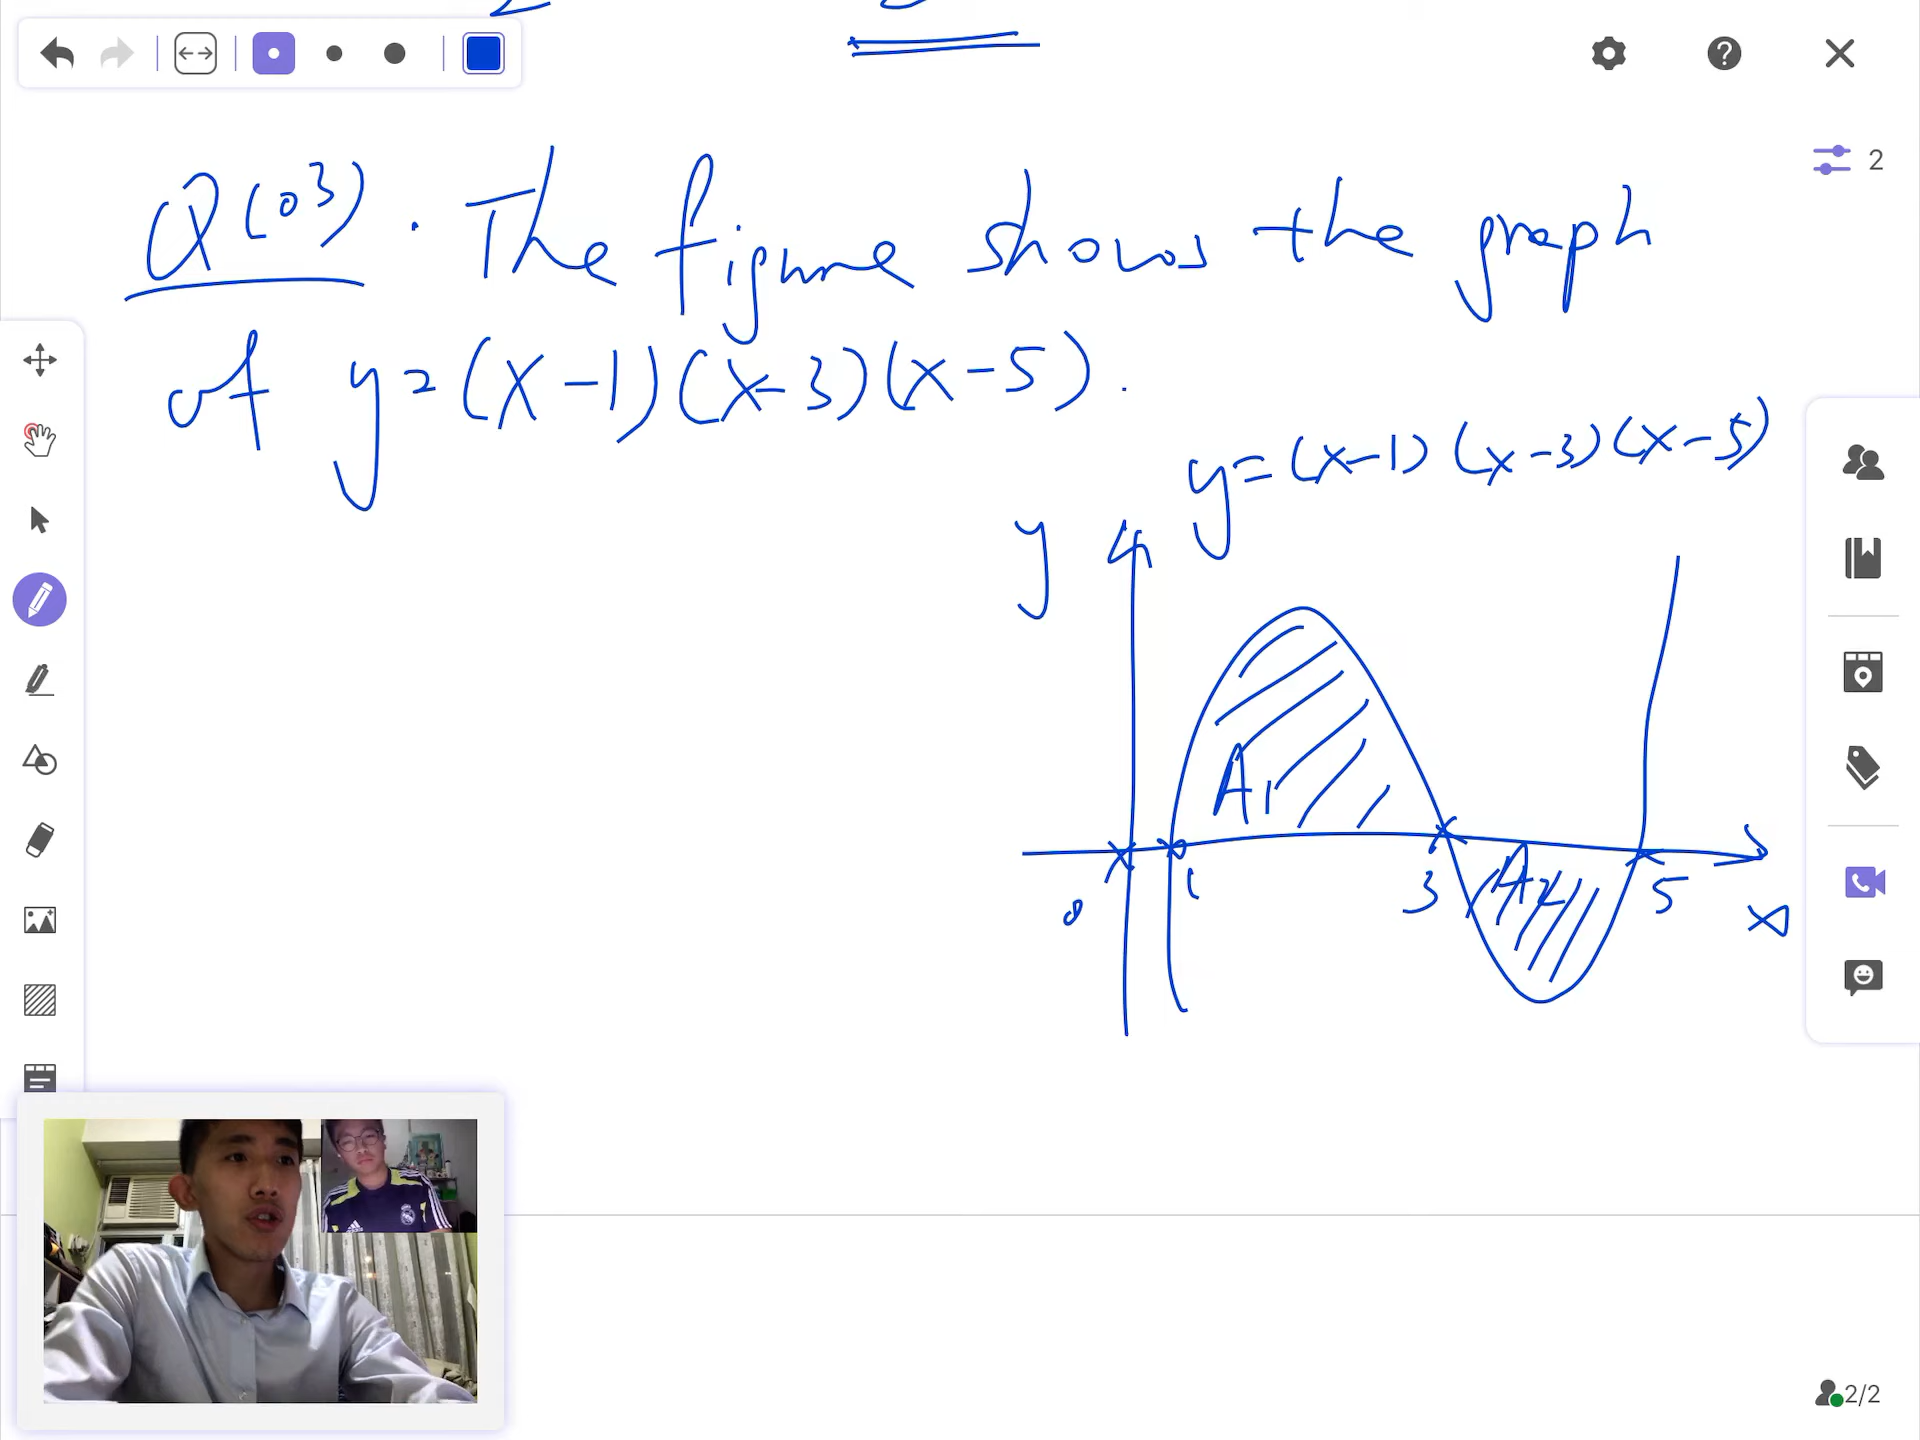 2
Q(03). The figure shows the graph
of y=(x-1)(x-3)(x-5).
y=(x-1)(x-3)(x-5)
y
A1
0 1 3 A2 5 x
adidas
2/2